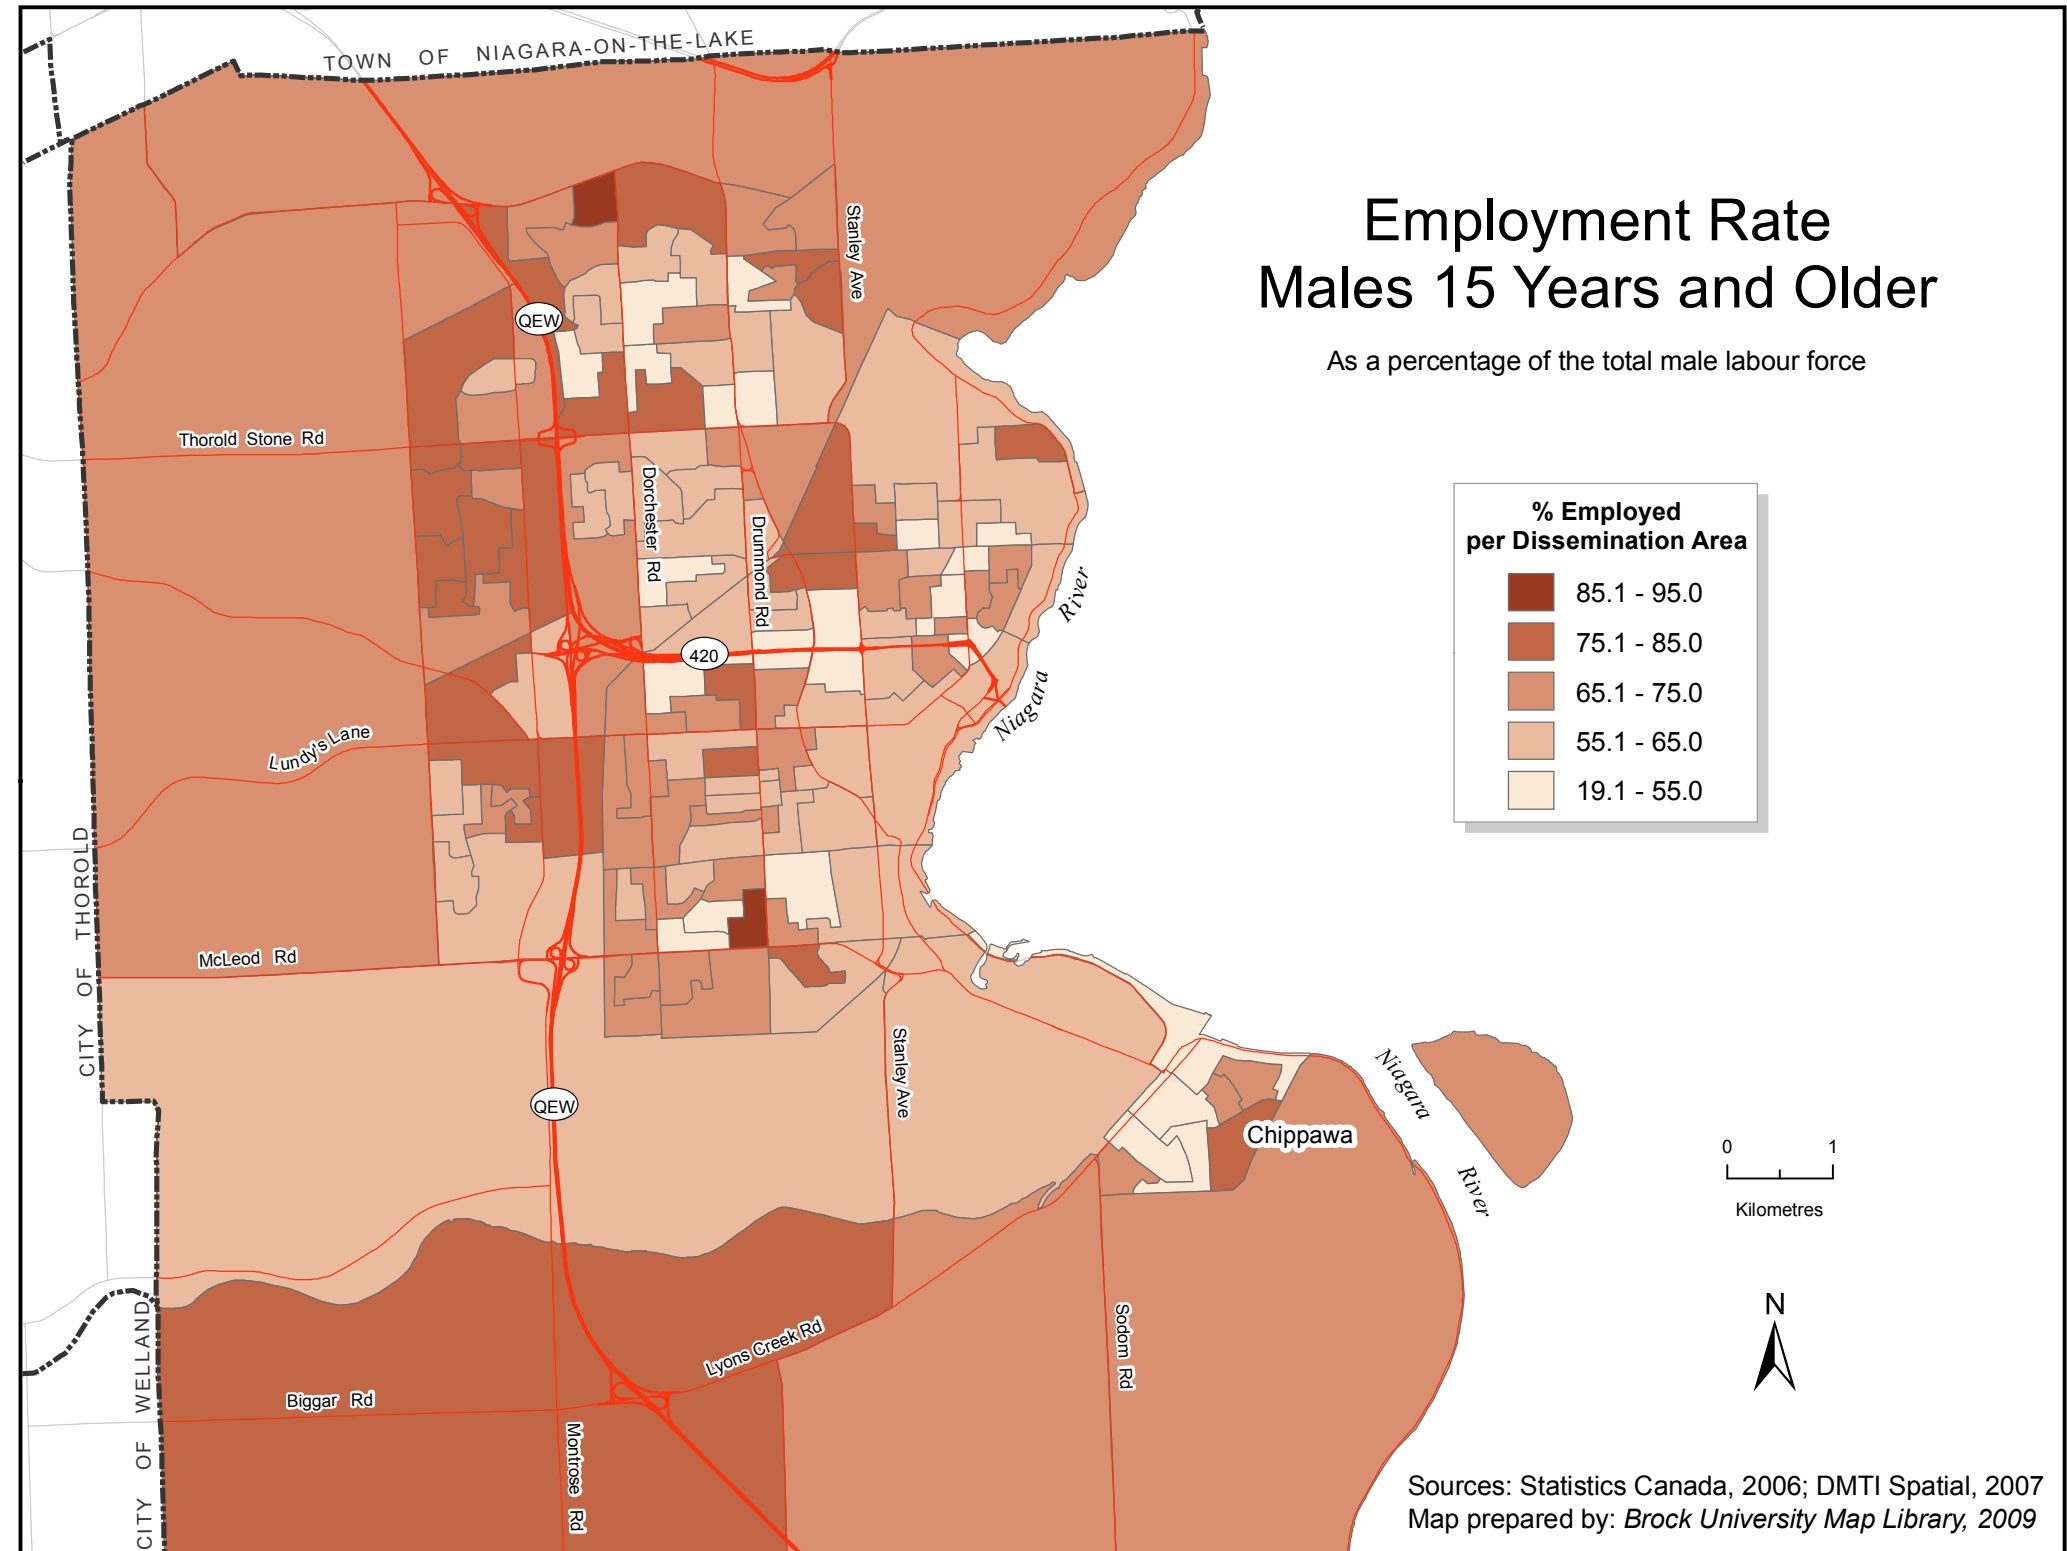 TOWN OF NIAGARA-ON-THE-LAKE
Employment Rate
Males 15 Years and Older
As a percentage of the total male labour force
Stanley Ave
QEW
Thorold Stone Rd
Dorchester Rd
Drummond Rd
% Employed
per Dissemination Area
85.1 - 95.0
75.1 - 85.0
65.1 - 75.0
55.1 - 65.0
19.1 - 55.0
Niagara River
420
Lundy's Lane
CITY OF THOROLD
McLeod Rd
Stanley Ave
QEW
Niagara River
Chippawa
0 1
Kilometres
N
CITY OF WELLAND
Lyons Creek Rd
Sodom Rd
Biggar Rd
Montrose Rd
Sources: Statistics Canada, 2006; DMTI Spatial, 2007
Map prepared by: Brock University Map Library, 2009